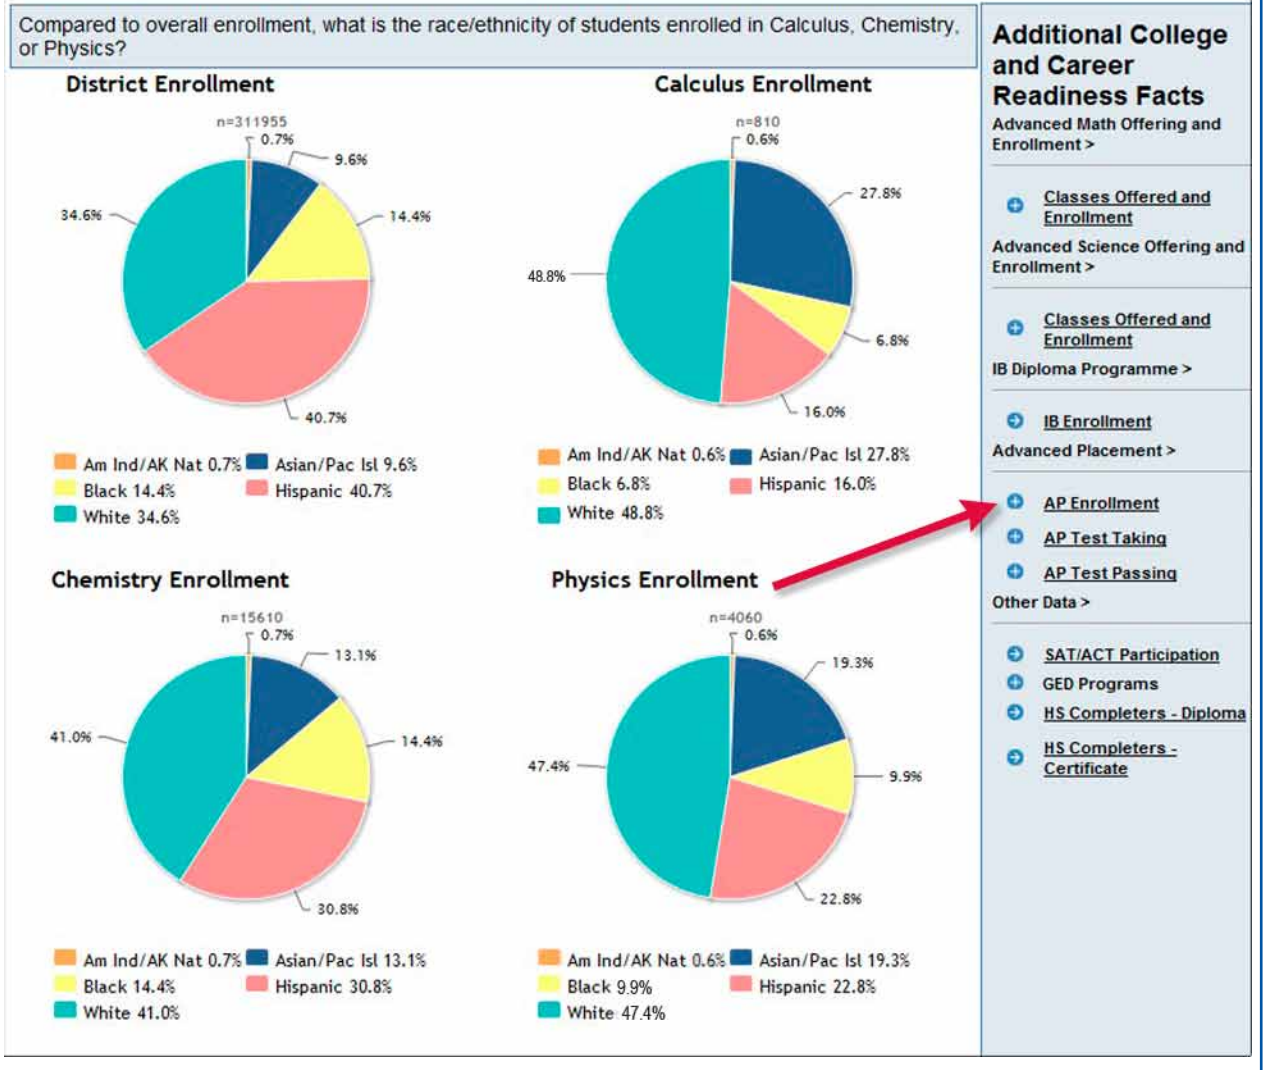 Compared to overall enrollment, what is the race/ethnicity of students enrolled in Calculus, Chemistry,
or Physics?
District Enrollment
n=311955
0.7%
9.6%
14.4%
34.6%
40.7%
Am Ind/AK Nat 0.7% Asian/Pac Isl 9.6%
Black 14.4% Hispanic 40.7%
White 34.6%
Calculus Enrollment
n=810
0.6%
27.8%
48.8%
6.8%
16.0%
Am Ind/AK Nat 0.6% Asian/Pac Isl 27.8%
Black 6.8% Hispanic 16.0%
White 48.8%
Chemistry Enrollment
n=15610
0.7%
13.1%
41.0%
14.4%
30.8%
Am Ind/AK Nat 0.7% Asian/Pac Isl 13.1%
Black 14.4% Hispanic 30.8%
White 41.0%
Physics Enrollment
n=4060
0.6%
19.3%
47.4%
9.9%
22.8%
Am Ind/AK Nat 0.6% Asian/Pac Isl 19.3%
Black 9.9% Hispanic 22.8%
White 47.4%
Additional College
and Career
Readiness Facts
Advanced Math Offering and
Enrollment >
Classes Offered and
Enrollment
Advanced Science Offering and
Enrollment >
Classes Offered and
Enrollment
IB Diploma Programme >
IB Enrollment
Advanced Placement >
AP Enrollment
AP Test Taking
AP Test Passing
Other Data >
SAT/ACT Participation
GED Programs
HS Completers - Diploma
HS Completers -
Certificate